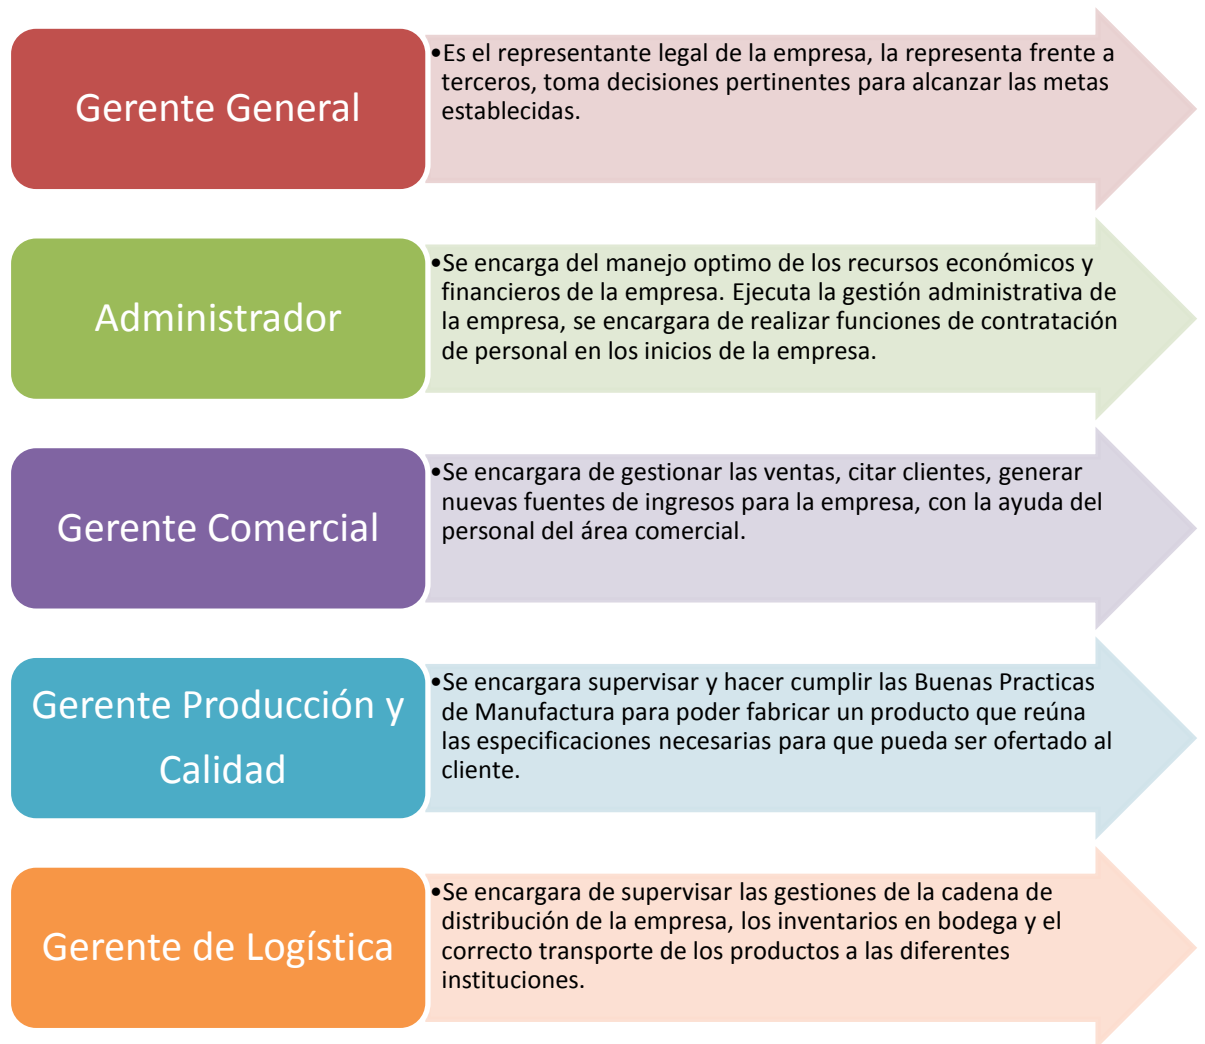 Gerente General
•Es el representante legal de la empresa, la representa frente a
terceros, toma decisiones pertinentes para alcanzar las metas
establecidas.
Administrador
•Se encarga del manejo optimo de los recursos económicos y
financieros de la empresa. Ejecuta la gestión administrativa de
la empresa, se encargara de realizar funciones de contratación
de personal en los inicios de la empresa.
Gerente Comercial
•Se encargara de gestionar las ventas, citar clientes, generar
nuevas fuentes de ingresos para la empresa, con la ayuda del
personal del área comercial.
Gerente Producción y
Calidad
•Se encargara supervisar y hacer cumplir las Buenas Practicas
de Manufactura para poder fabricar un producto que reúna
las especificaciones necesarias para que pueda ser ofertado al
cliente.
Gerente de Logística
•Se encargara de supervisar las gestiones de la cadena de
distribución de la empresa, los inventarios en bodega y el
correcto transporte de los productos a las diferentes
instituciones.